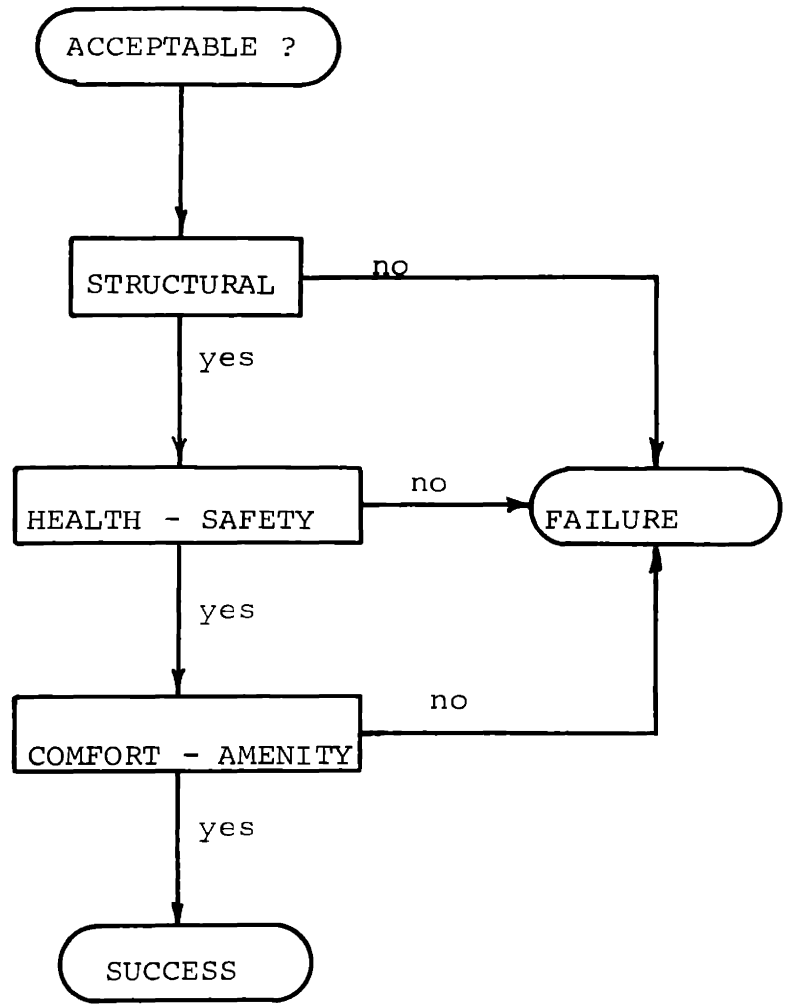 ACCEPTABLE ?
no
STRUCTURAL
yes
no
HEALTH - SAFETY
FAILURE
yes
no
COMFORT - AMENITY
yes
SUCCESS